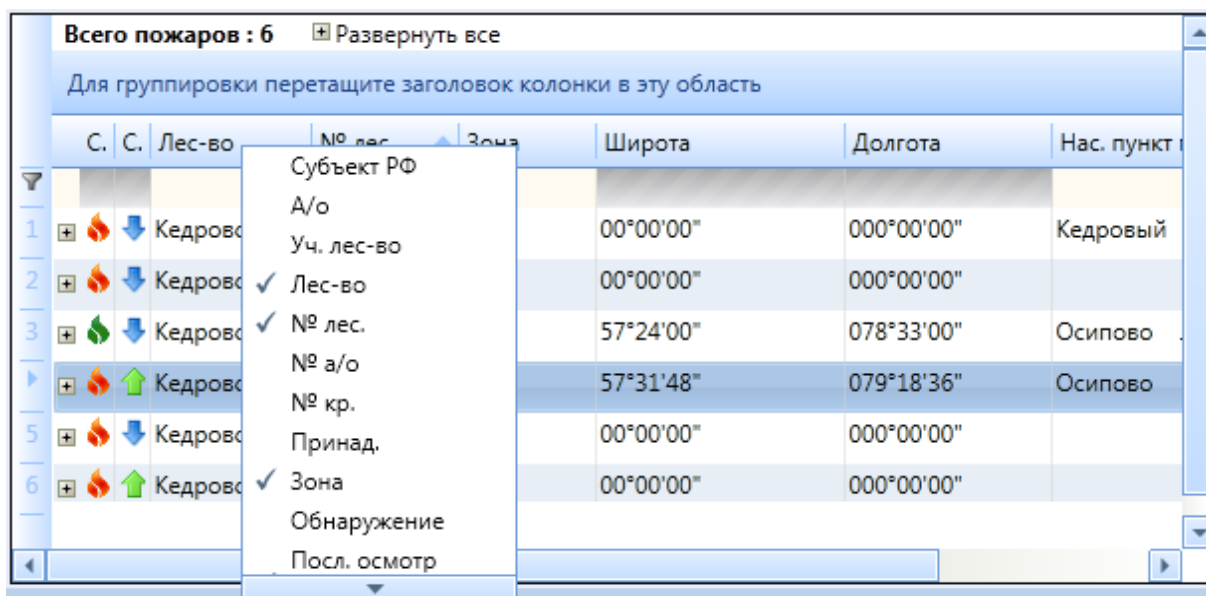 Всего пожаров : 6 Развернуть все
Для группировки перетащите заголовок колонки в эту область
С. С. Лес-во № лес. Зона Широта Долгота Нас. пункт
Субъект РФ
А/о
Уч. лес-во
Лес-во
№ лес.
№ а/о
№ кр.
Принад.
Зона
Обнаружение
Посл. осмотр
1 00°00'00" 000°00'00" Кедровый
2 00°00'00" 000°00'00"
3 57°24'00" 078°33'00" Осипово
57°31'48" 079°18'36" Осипово
5 00°00'00" 000°00'00"
6 00°00'00" 000°00'00"